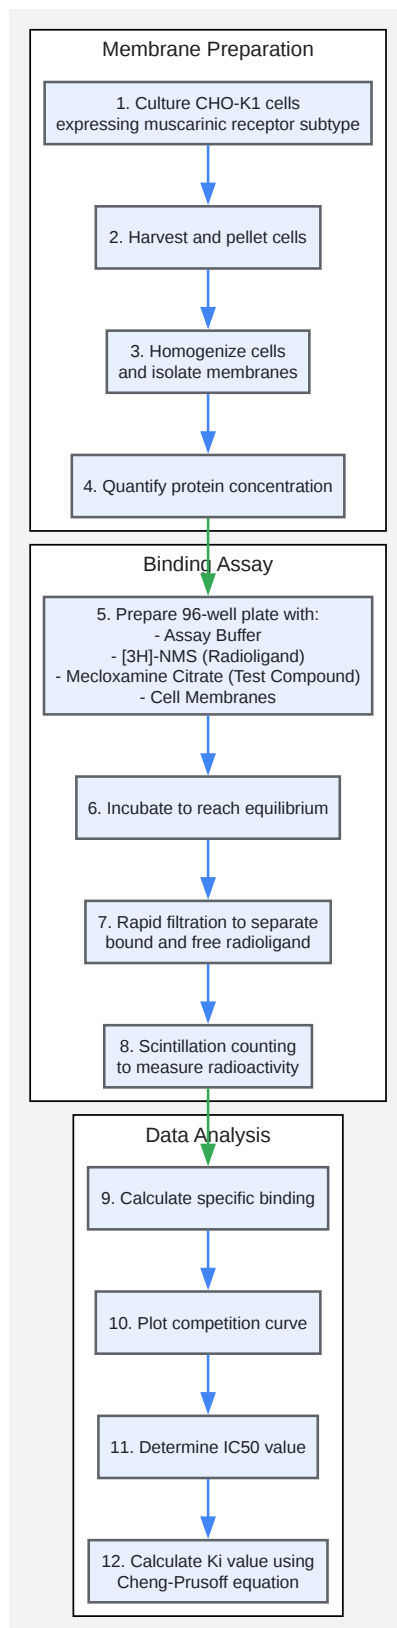 Membrane Preparation
1. Culture CHO-K1 cells
expressing muscarinic receptor subtype
2. Harvest and pellet cells
3. Homogenize cells
and isolate membranes
4. Quantify protein concentration
Binding Assay
5. Prepare 96-well plate with:
- Assay Buffer
- [3H]-NMS (Radioligand)
- Mecloxamine Citrate (Test Compound)
- Cell Membranes
6. Incubate to reach equilibrium
7. Rapid filtration to separate
bound and free radioligand
8. Scintillation counting
to measure radioactivity
Data Analysis
9. Calculate specific binding
10. Plot competition curve
11. Determine IC50 value
12. Calculate Ki value using
Cheng-Prusoff equation